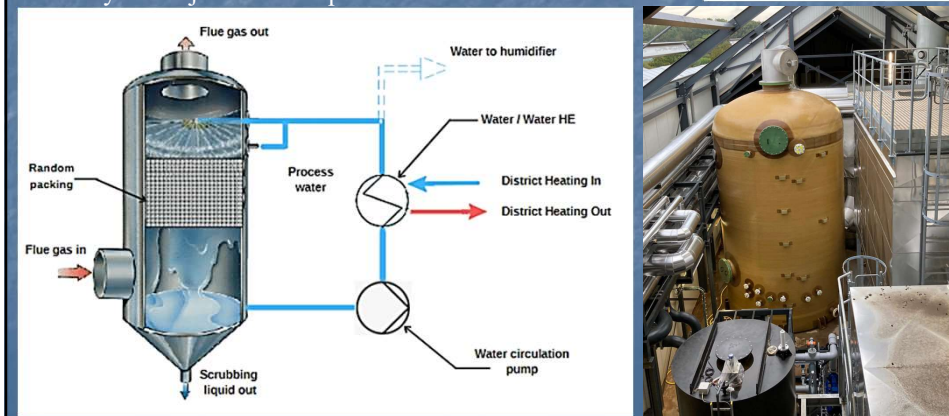 Flue gas out
Water to humidifier
Water / Water HE
Random
packing
Process
water
District Heating In
District Heating Out
Flue gas in
Water circulation
pump
Scrubbing
liquid out